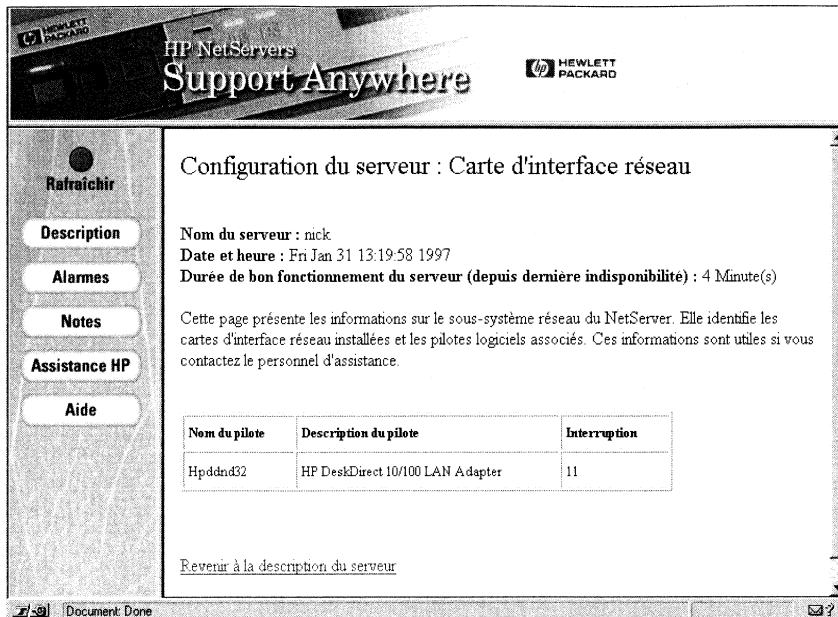 HEWLETT
PACKARD
HP NetServers
Support Anywhere
hp HEWLETT
PACKARD
Rafraîchir
Description
Alarmes
Notes
Assistance HP
Aide
Configuration du serveur : Carte d'interface réseau
Nom du serveur : nick
Date et heure : Fri Jan 31 13:19:58 1997
Durée de bon fonctionnement du serveur (depuis dernière indisponibilité) : 4 Minute(s)
Cette page présente les informations sur le sous-système réseau du NetServer. Elle identifie les
cartes d'interface réseau installées et les pilotes logiciels associés. Ces informations sont utiles si vous
contactez le personnel d'assistance.
Nom du pilote Description du pilote Interruption
Hpddnd32 HP DeskDirect 10/100 LAN Adapter 11
Revenir à la description du serveur
Document: Done